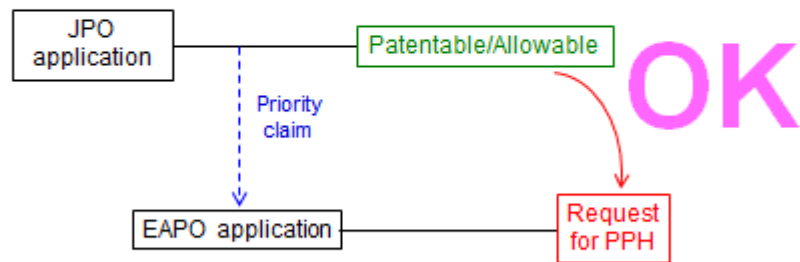 JPO
application
Patentable/Allowable
OK
Priority
claim
EAPO application
Request
for PPH